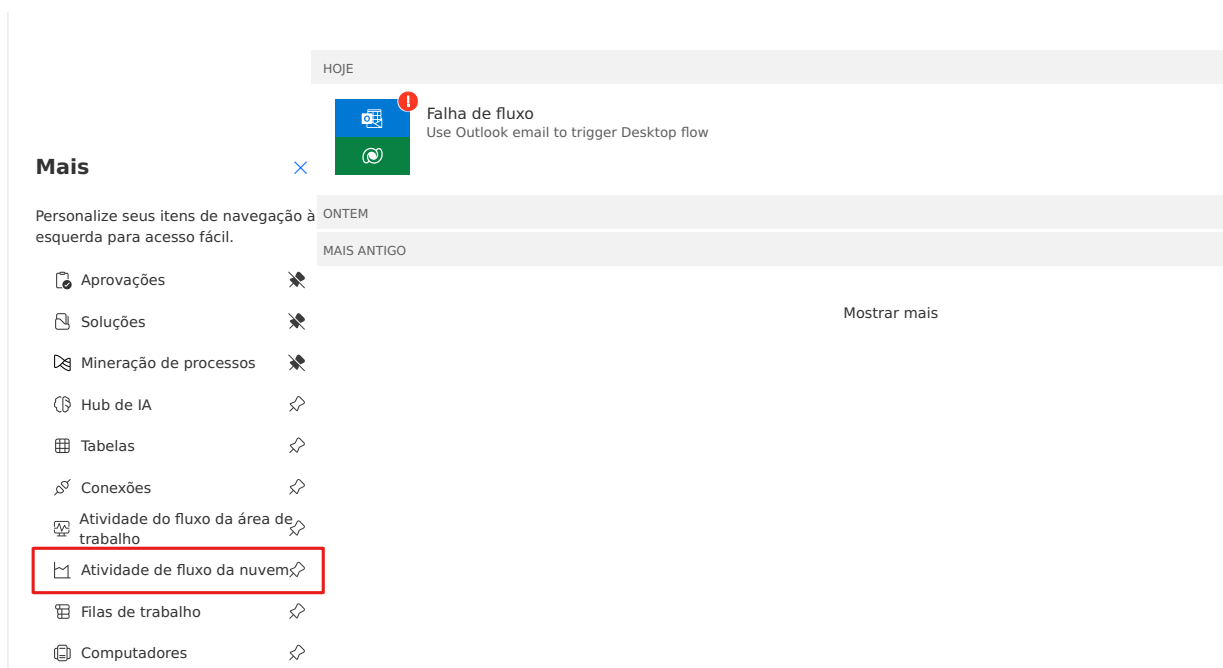 Mais
Personalize seus itens de navegação à
esquerda para acesso fácil.
Aprovações
Soluções
Mineração de processos
Hub de IA
Tabelas
Conexões
Atividade do fluxo da área de
trabalho
Atividade de fluxo da nuvem
Filas de trabalho
Computadores
HOJE
Falha de fluxo
Use Outlook email to trigger Desktop flow
ONTEM
MAIS ANTIGO
Mostrar mais